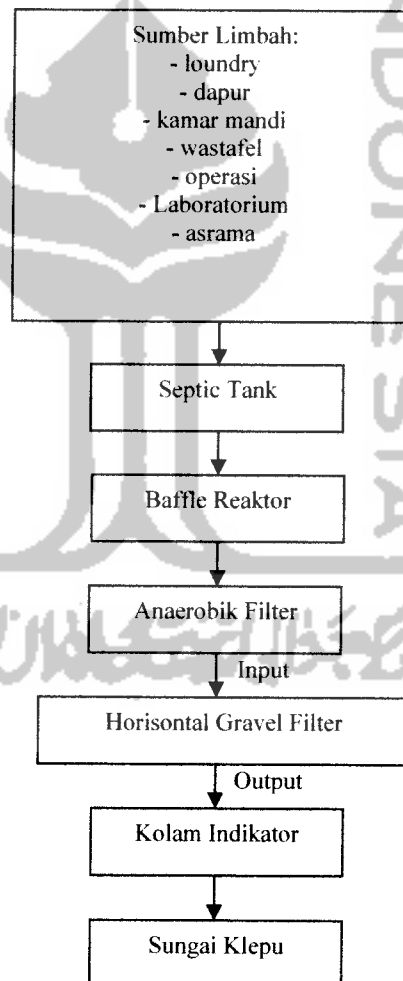 Sumber Limbah:
- loundry
- dapur
- kamar mandi
- wastafel
- operasi
- Laboratorium
- asrama
Septic Tank
Baffle Reaktor
Anaerobik Filter
Input
Horisontal Gravel Filter
Output
Kolam Indikator
Sungai Klepu